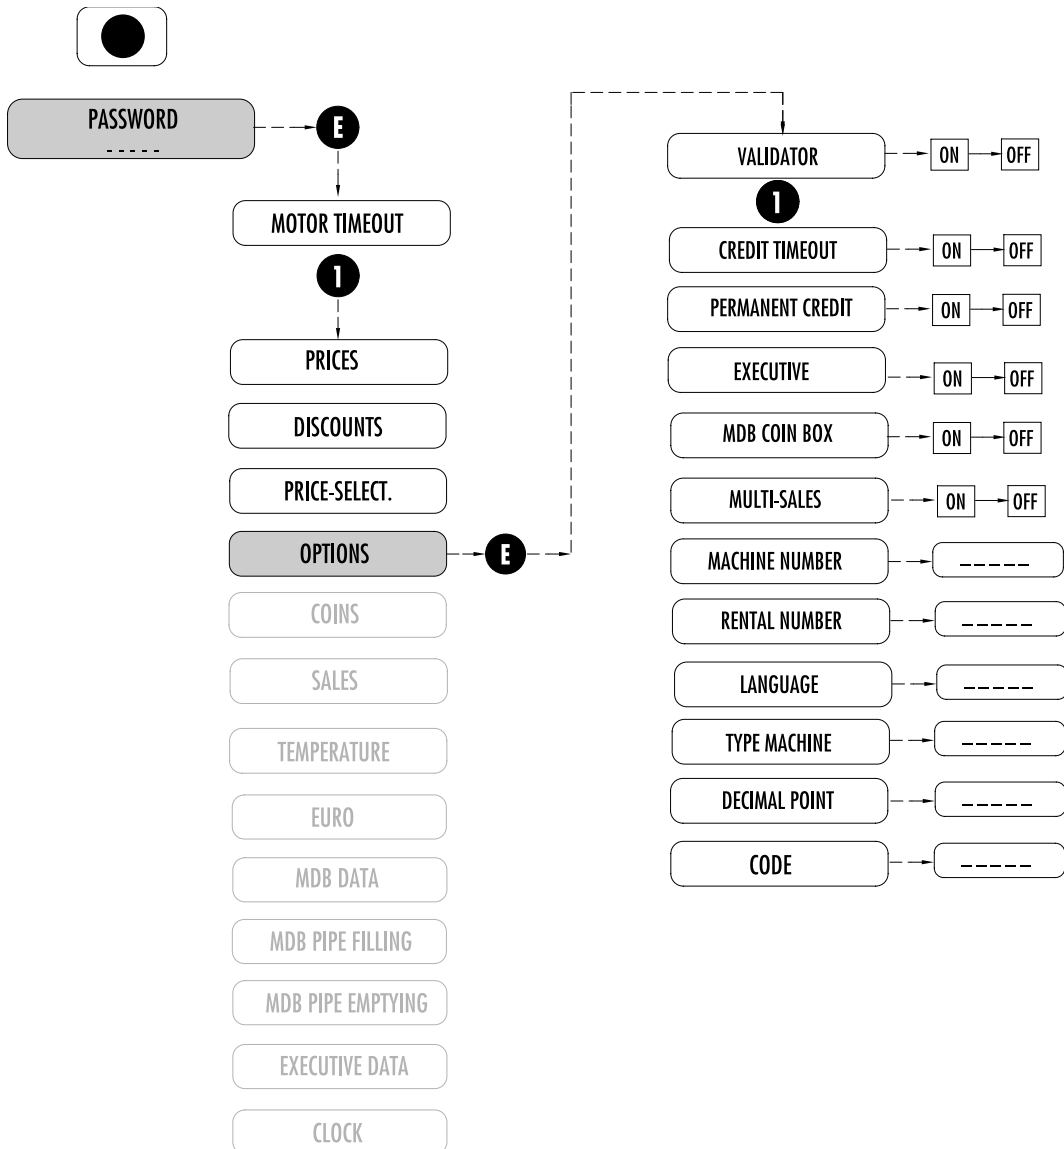 PASSWORD
- - - - -
E
MOTOR TIMEOUT
1
PRICES
DISCOUNTS
PRICE-SELECT.
OPTIONS
E
COINS
SALES
TEMPERATURE
EURO
MDB DATA
MDB PIPE FILLING
MDB PIPE EMPTYING
EXECUTIVE DATA
CLOCK
VALIDATOR ON OFF
1
CREDIT TIMEOUT ON OFF
PERMANENT CREDIT ON OFF
EXECUTIVE ON OFF
MDB COIN BOX ON OFF
MULTI-SALES ON OFF
MACHINE NUMBER _ _ _ _ _
RENTAL NUMBER _ _ _ _ _
LANGUAGE _ _ _ _ _
TYPE MACHINE _ _ _ _ _
DECIMAL POINT _ _ _ _ _
CODE _ _ _ _ _